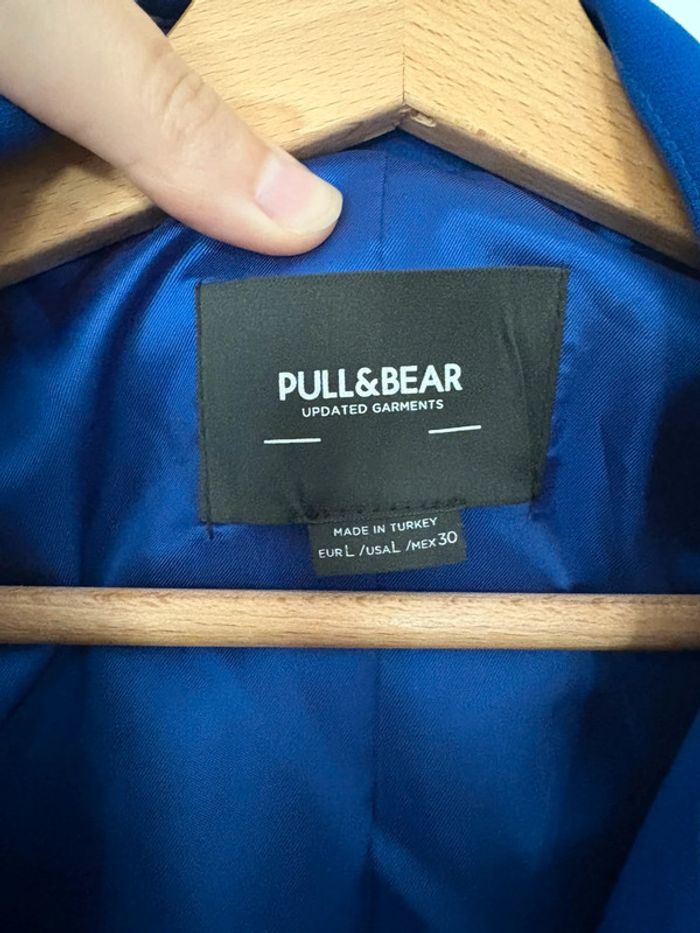 PULL&BEAR
UPDATED GARMENTS
MADE IN TURKEY
EUR L / USA L / MEX 30